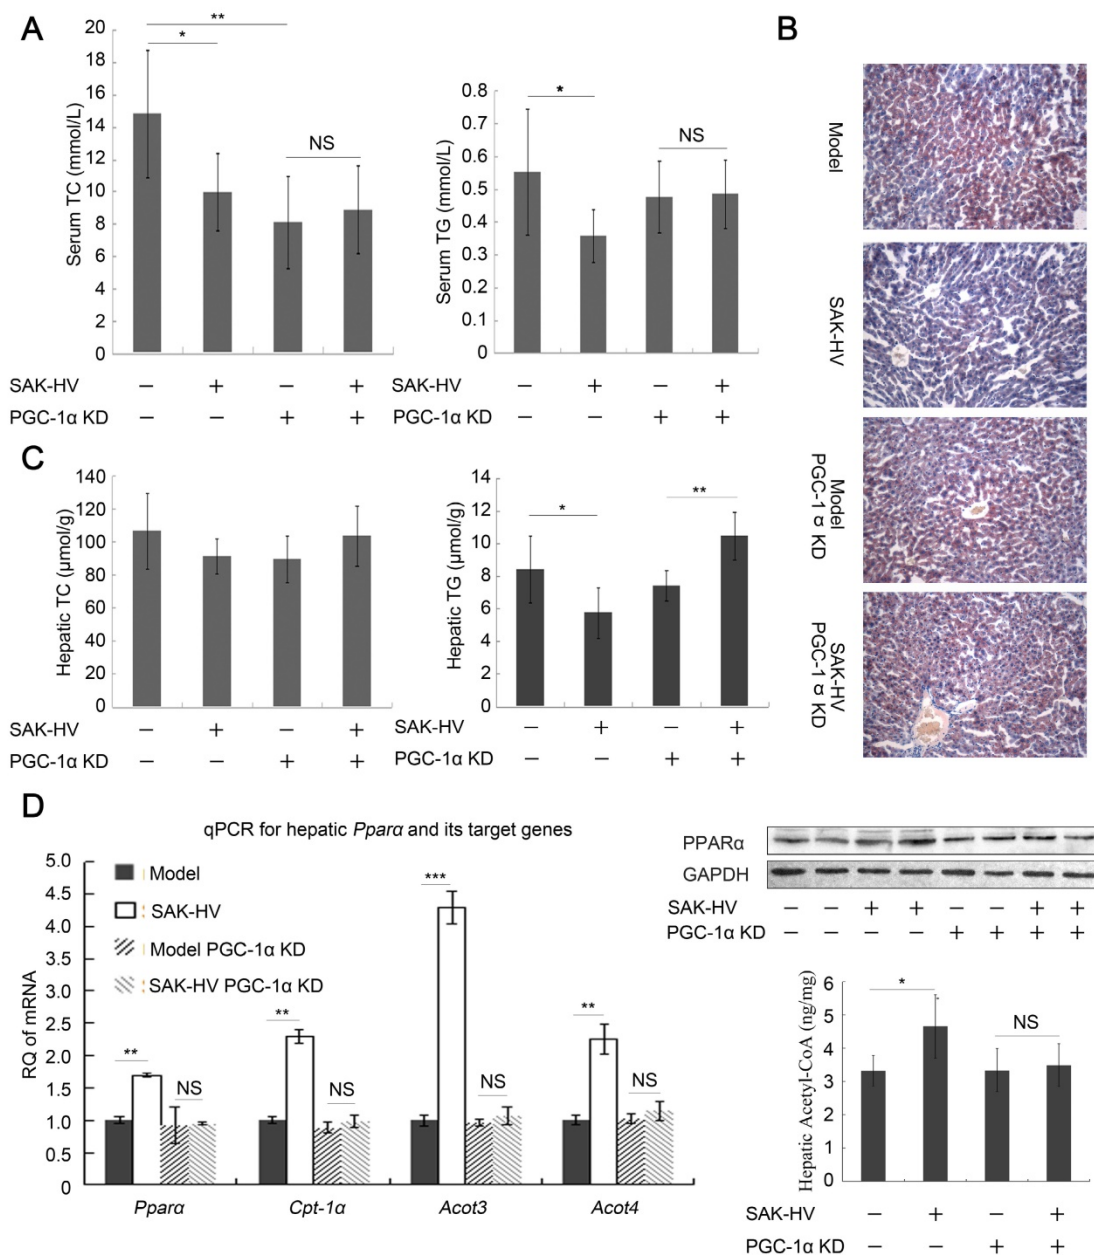 A
B
20
18
16
14
12
10
8
6
4
2
0
Serum TC (mmol/L)
**
*
NS
SAK-HV − + − +
PGC-1α KD − − + +
0.8
0.7
0.6
0.5
0.4
0.3
0.2
0.1
0
Serum TG (mmol/L)
*
NS
SAK-HV − + − +
PGC-1α KD − − + +
Model
SAK-HV
Model
PGC-1α KD
SAK-HV
PGC-1α KD
C
140
120
100
80
60
40
20
0
Hepatic TC (μmol/g)
SAK-HV − + − +
PGC-1α KD − − + +
14
12
10
8
6
4
2
0
Hepatic TG (μmol/g)
*
**
SAK-HV − + − +
PGC-1α KD − − + +
D
qPCR for hepatic Pparα and its target genes
5.0
4.5
4.0
3.5
3.0
2.5
2.0
1.5
1.0
0.5
0
RQ of mRNA
Model
SAK-HV
Model PGC-1α KD
SAK-HV PGC-1α KD
**
NS
**
NS
***
NS
**
NS
Pparα Cpt-1α Acot3 Acot4
PPARα
GAPDH
SAK-HV − − + + − − + +
PGC-1α KD − − − − + + + +
6
5
4
3
2
1
0
Hepatic Acetyl-CoA (ng/mg)
*
NS
SAK-HV − + − +
PGC-1α KD − − + +